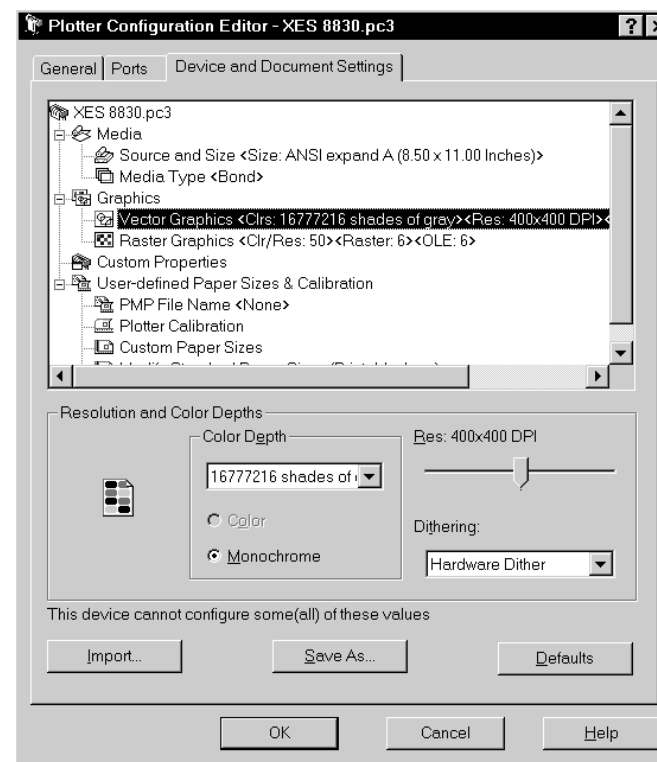 Plotter Configuration Editor - XES 8830.pc3
General Ports Device and Document Settings
XES 8830.pc3
Media
Source and Size <Size: ANSI expand A (8.50 x 11.00 Inches)>
Media Type <Bond>
Graphics
Vector Graphics <Clrs: 16777216 shades of gray><Res: 400x400 DPI><
Raster Graphics <Clr/Res: 50><Raster: 6><OLE: 6>
Custom Properties
User-defined Paper Sizes & Calibration
PMP File Name <None>
Plotter Calibration
Custom Paper Sizes
Resolution and Color Depths
Color Depth
Res: 400x400 DPI
16777216 shades of
Color
Monochrome
Dithering:
Hardware Dither
This device cannot configure some(all) of these values
Import...
Save As...
Defaults
OK
Cancel
Help